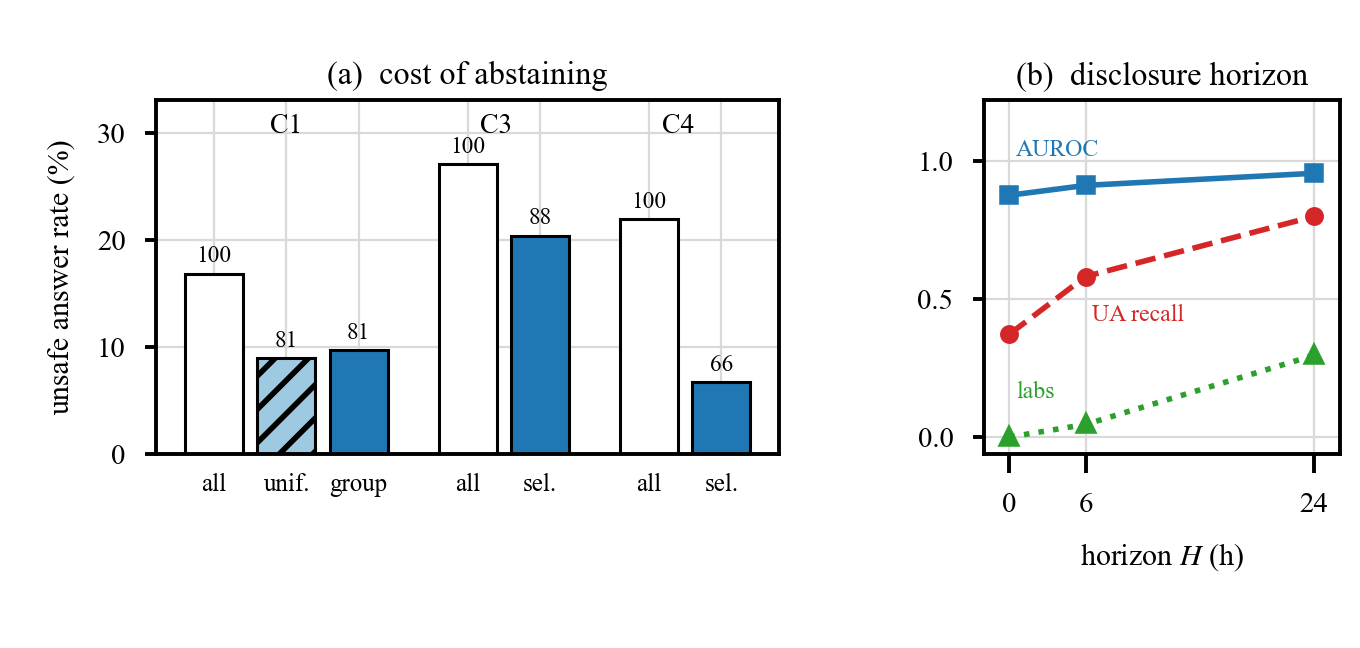 (a) cost of abstaining
unsafe answer rate (%)
30
20
10
0
C1
C3
C4
100
81
81
100
88
100
66
all
unif.
group
all
sel.
all
sel.
(b) disclosure horizon
1.0
0.5
0.0
AUROC
UA recall
labs
0
6
24
horizon H (h)